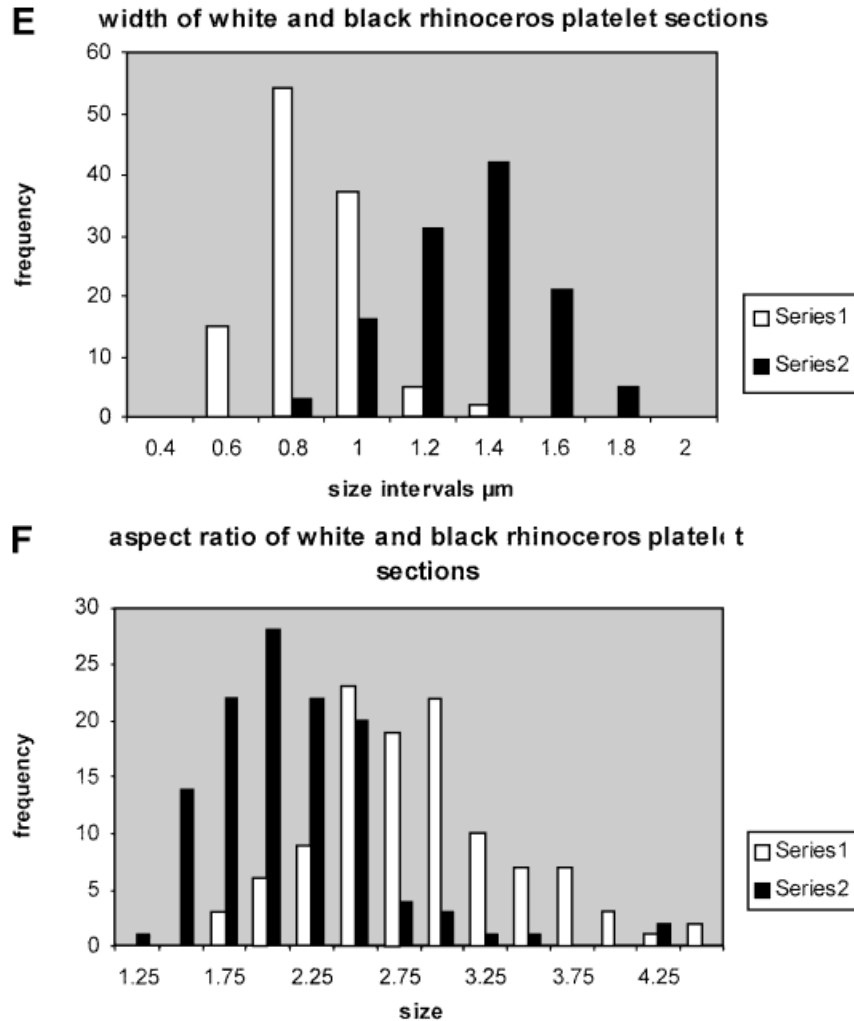 E
width of white and black rhinoceros platelet sections
60
50
40
30
20
10
0
frequency
0.4 0.6 0.8 1 1.2 1.4 1.6 1.8 2
size intervals µm
Series1
Series2
F
aspect ratio of white and black rhinoceros platelet
sections
30
25
20
15
10
5
0
frequency
1.25 1.75 2.25 2.75 3.25 3.75 4.25
size
Series1
Series2